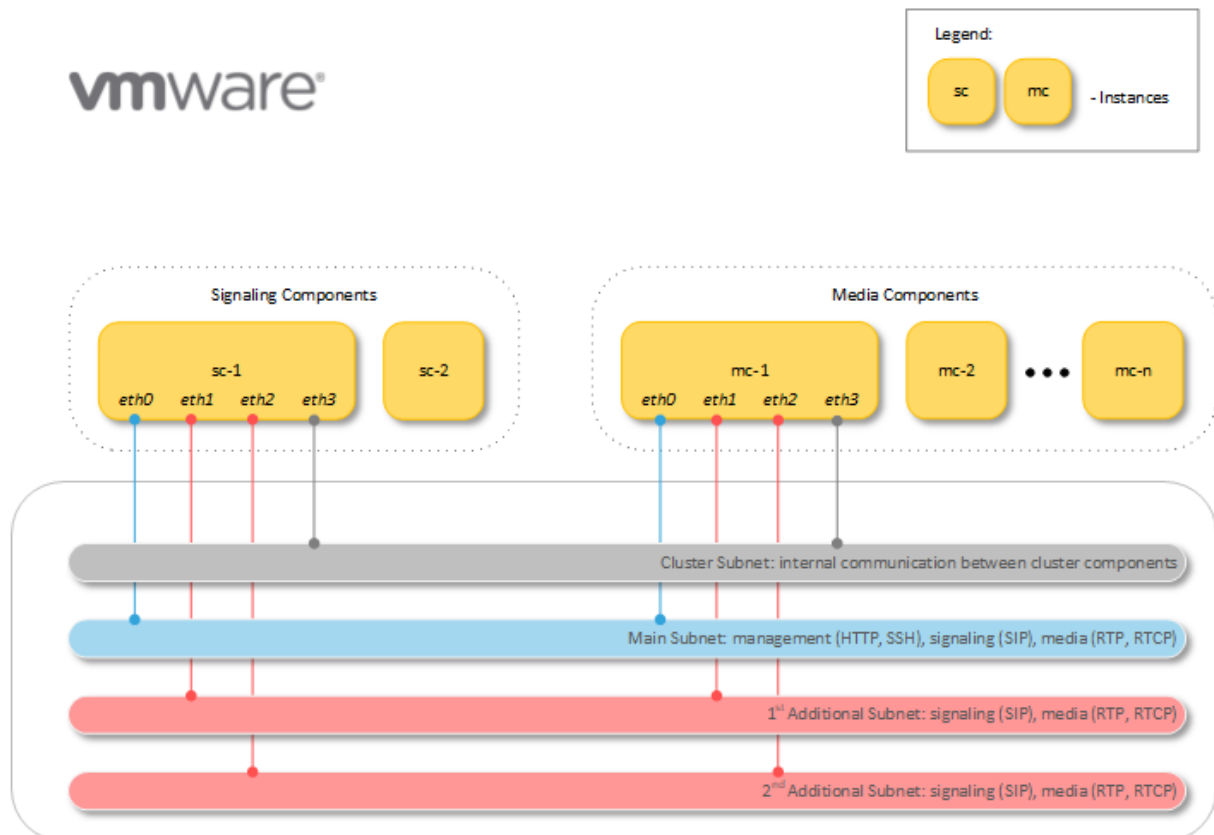 Legend:
vmware®
sc mc - Instances
Signaling Components
Media Components
sc-1
sc-2
mc-1
mc-2
mc-n
eth0 eth1 eth2 eth3
eth0 eth1 eth2 eth3
Cluster Subnet: internal communication between cluster components
Main Subnet: management (HTTP, SSH), signaling (SIP), media (RTP, RTCP)
1st Additional Subnet: signaling (SIP), media (RTP, RTCP)
2nd Additional Subnet: signaling (SIP), media (RTP, RTCP)